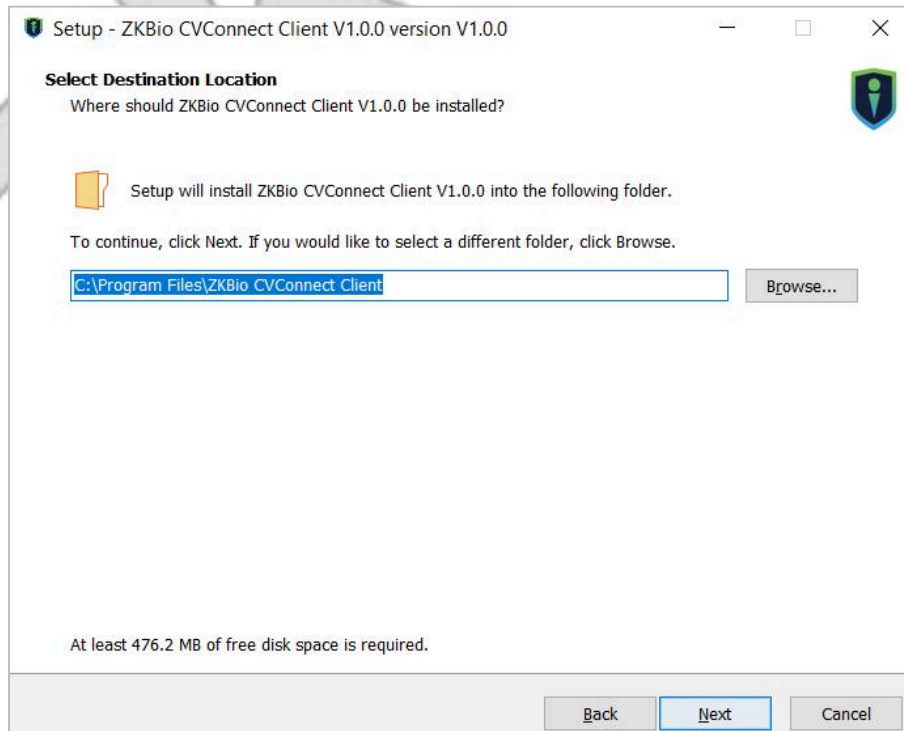 Setup - ZKBio CVConnect Client V1.0.0 version V1.0.0
Select Destination Location
Where should ZKBio CVConnect Client V1.0.0 be installed?
Setup will install ZKBio CVConnect Client V1.0.0 into the following folder.
To continue, click Next. If you would like to select a different folder, click Browse.
C:\Program Files\ZKBio CVConnect Client
Browse...
At least 476.2 MB of free disk space is required.
Back Next Cancel